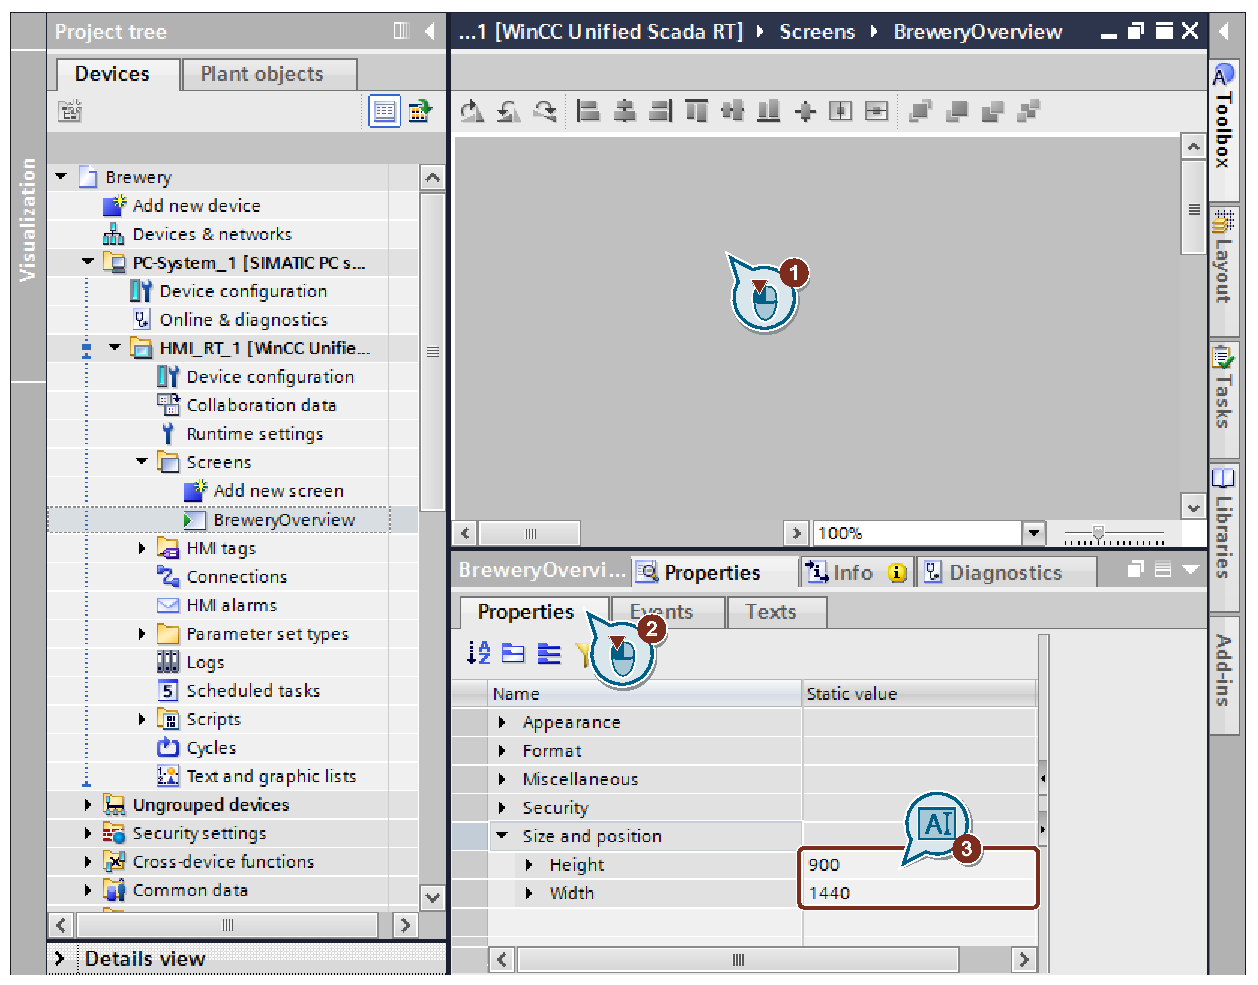 Project tree
...1 [WinCC Unified Scada RT] Screens BreweryOverview
Devices
Plant objects
Visualization
Brewery
Add new device
Devices & networks
PC-System_1 [SIMATIC PC s...
Device configuration
Online & diagnostics
HMI_RT_1 [WinCC Unifie...
Device configuration
Collaboration data
Runtime settings
Screens
Add new screen
BreweryOverview
HMI tags
Connections
HMI alarms
Parameter set types
Logs
Scheduled tasks
Scripts
Cycles
Text and graphic lists
Ungrouped devices
Security settings
Cross-device functions
Common data
Details view
1
100%
BreweryOvervi...
Properties
Info
Diagnostics
Properties
Events
Texts
2
Name
Static value
Appearance
Format
Miscellaneous
Security
Size and position
Height
900
Width
1440
AI
3
Toolbox
Layout
Tasks
Libraries
Add-ins